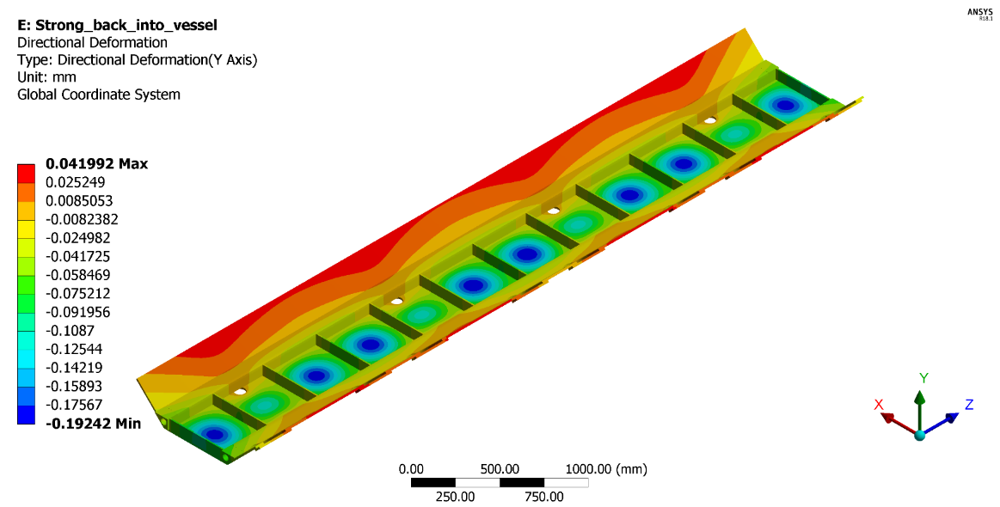 E: Strong_back_into_vessel
Directional Deformation
Type: Directional Deformation(Y Axis)
Unit: mm
Global Coordinate System
ANSYS
R18.1
0.041992 Max
0.025249
0.0085053
-0.0082382
-0.024982
-0.041725
-0.058469
-0.075212
-0.091956
-0.1087
-0.12544
-0.14219
-0.15893
-0.17567
-0.19242 Min
0.00 500.00 1000.00 (mm)
250.00 750.00
Y
X Z